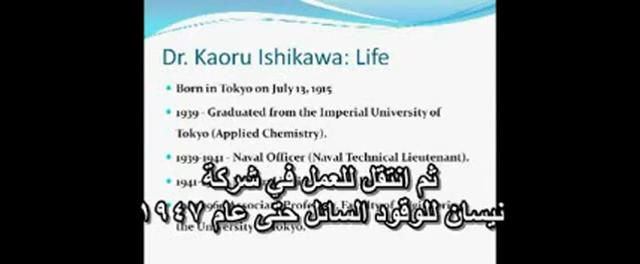 Dr. Kaoru Ishikawa: Life
Born in Tokyo on July 13, 1915
1939 - Graduated from the Imperial University of
Tokyo (Applied Chemistry).
1939-1941 - Naval Officer (Naval Technical Lieutenant).
1941-
ثم انتقل للعمل في شركة
نيسان للوقود السائل حتى عام ١٩٤٧
the University Tokyo.